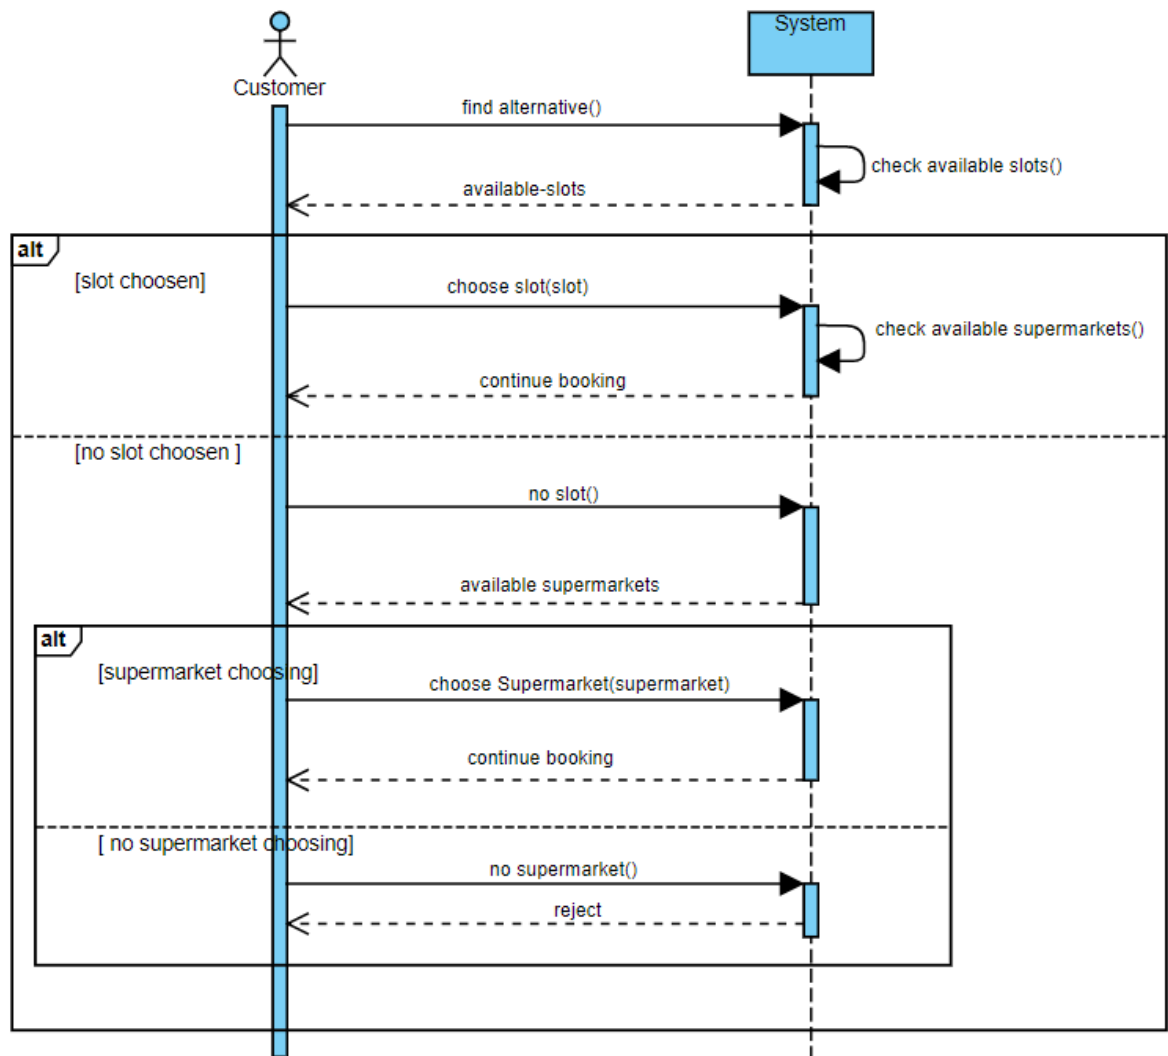 System
Customer
find alternative()
check available slots()
available-slots
alt
[slot choosen]
choose slot(slot)
check available supermarkets()
continue booking
[no slot choosen ]
no slot()
available supermarkets
alt
[supermarket choosing]
choose Supermarket(supermarket)
continue booking
[ no supermarket choosing]
no supermarket()
reject